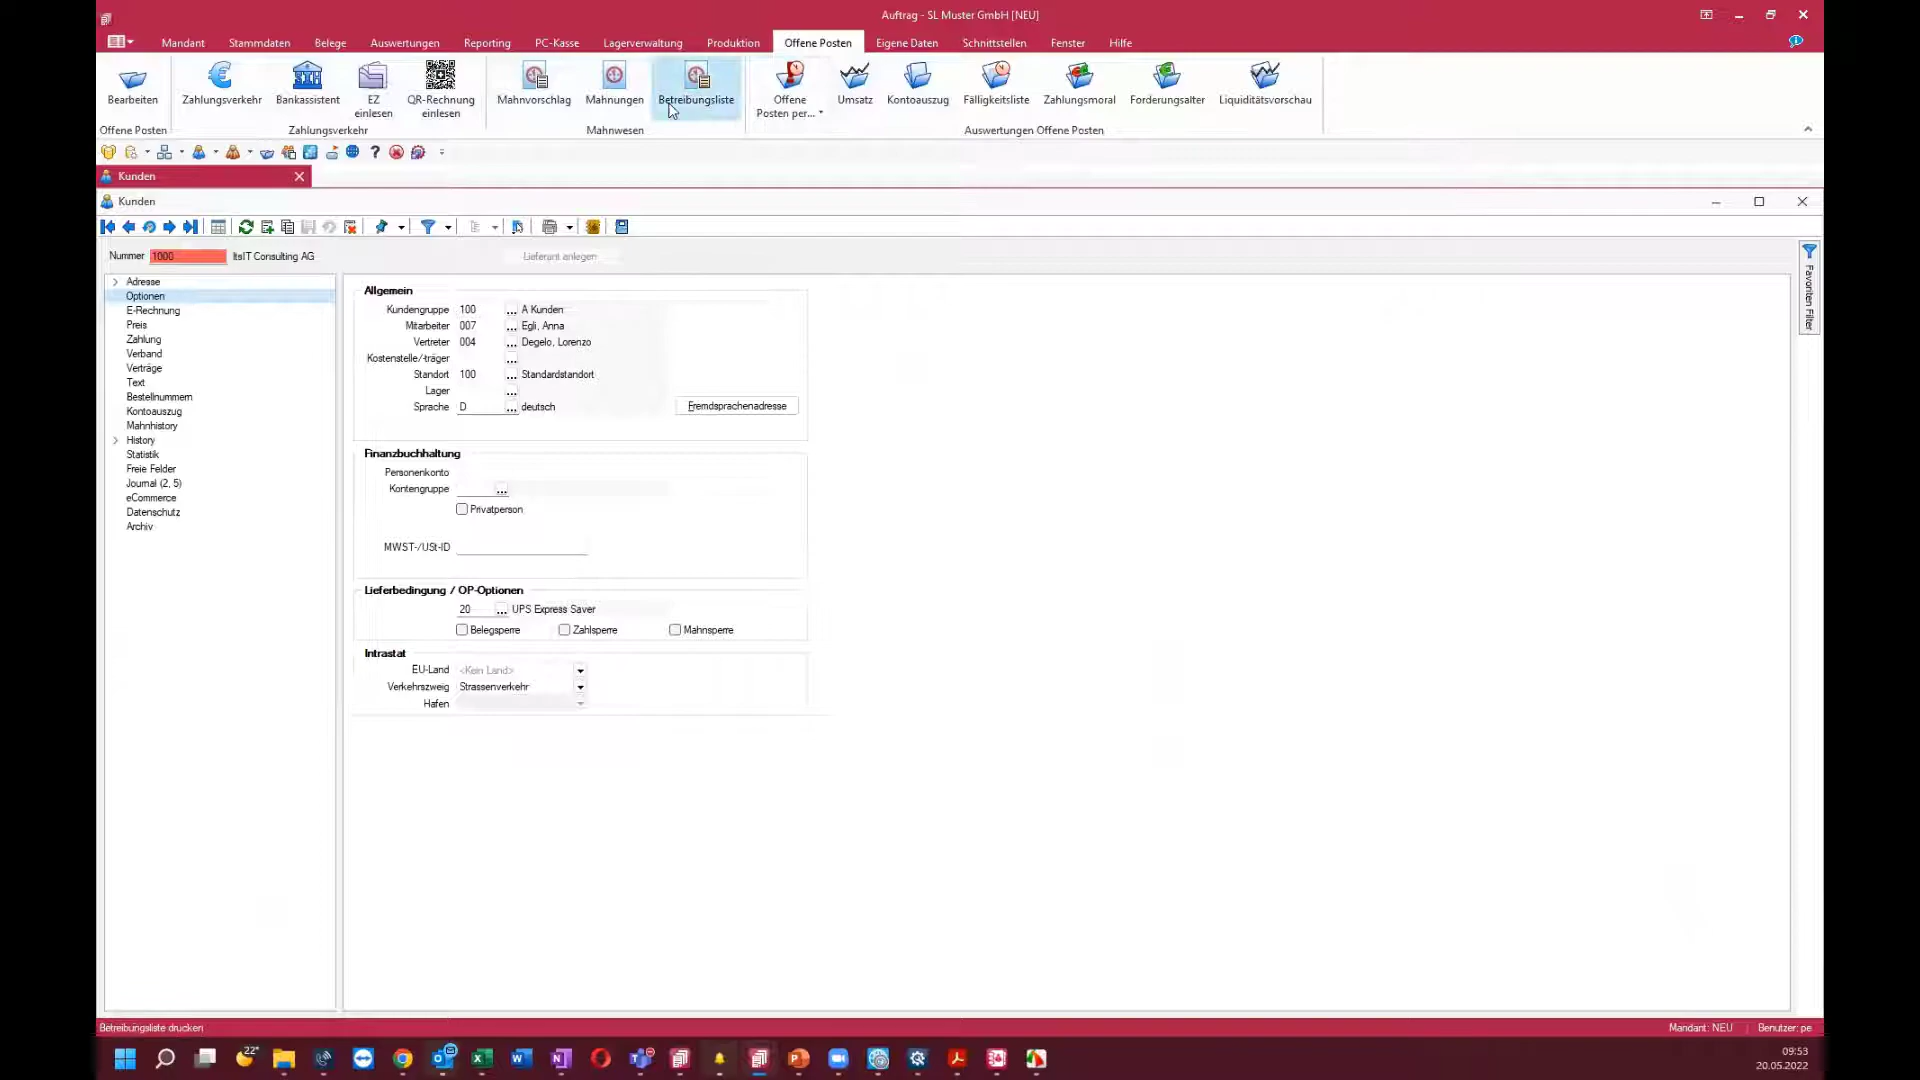 Auftrag - SL Muster GmbH [NEU]
Mandant Stammdaten Belege Auswertungen Reporting PC-Kasse Lagerverwaltung Produktion Offene Posten Eigene Daten Schnittstellen Fenster Hilfe
Bearbeiten Zahlungsverkehr Bankassistent EZ einlesen QR-Rechnung einlesen Mahnvorschlag Mahnungen Betreibungsliste Offene Posten per... Umsatz Kontoauszug Fälligkeitsliste Zahlungsmoral Forderungsalter Liquiditätsvorschau
Offene Posten Zahlungsverkehr Mahnwesen Auswertungen Offene Posten
Kunden
Kunden
Nummer 1000 ItsIT Consulting AG Lieferant anlegen
Favoriten Filter
Adresse
Optionen
E-Rechnung
Preis
Zahlung
Verband
Verträge
Text
Bestellnummern
Kontoauszug
Mahnhistory
History
Statistik
Freie Felder
Journal (2, 5)
eCommerce
Datenschutz
Archiv
Allgemein
Kundengruppe 100 ... A Kunden
Mitarbeiter 007 ... Egli, Anna
Vertreter 004 ... Degelo, Lorenzo
Kostenstelle/-träger ...
Standort 100 ... Standardstandort
Lager ...
Sprache D ... deutsch Fremdsprachenadresse
Finanzbuchhaltung
Personenkonto
Kontengruppe ...
Privatperson
MWST-/USt-ID
Lieferbedingung / OP-Optionen
20 ... UPS Express Saver
Belegsperre Zahlsperre Mahnsperre
Intrastat
EU-Land <Kein Land>
Verkehrszweig Strassenverkehr
Hafen
Betreibungsliste drucken Mandant: NEU Benutzer: pe
22°
09:53
20.05.2022